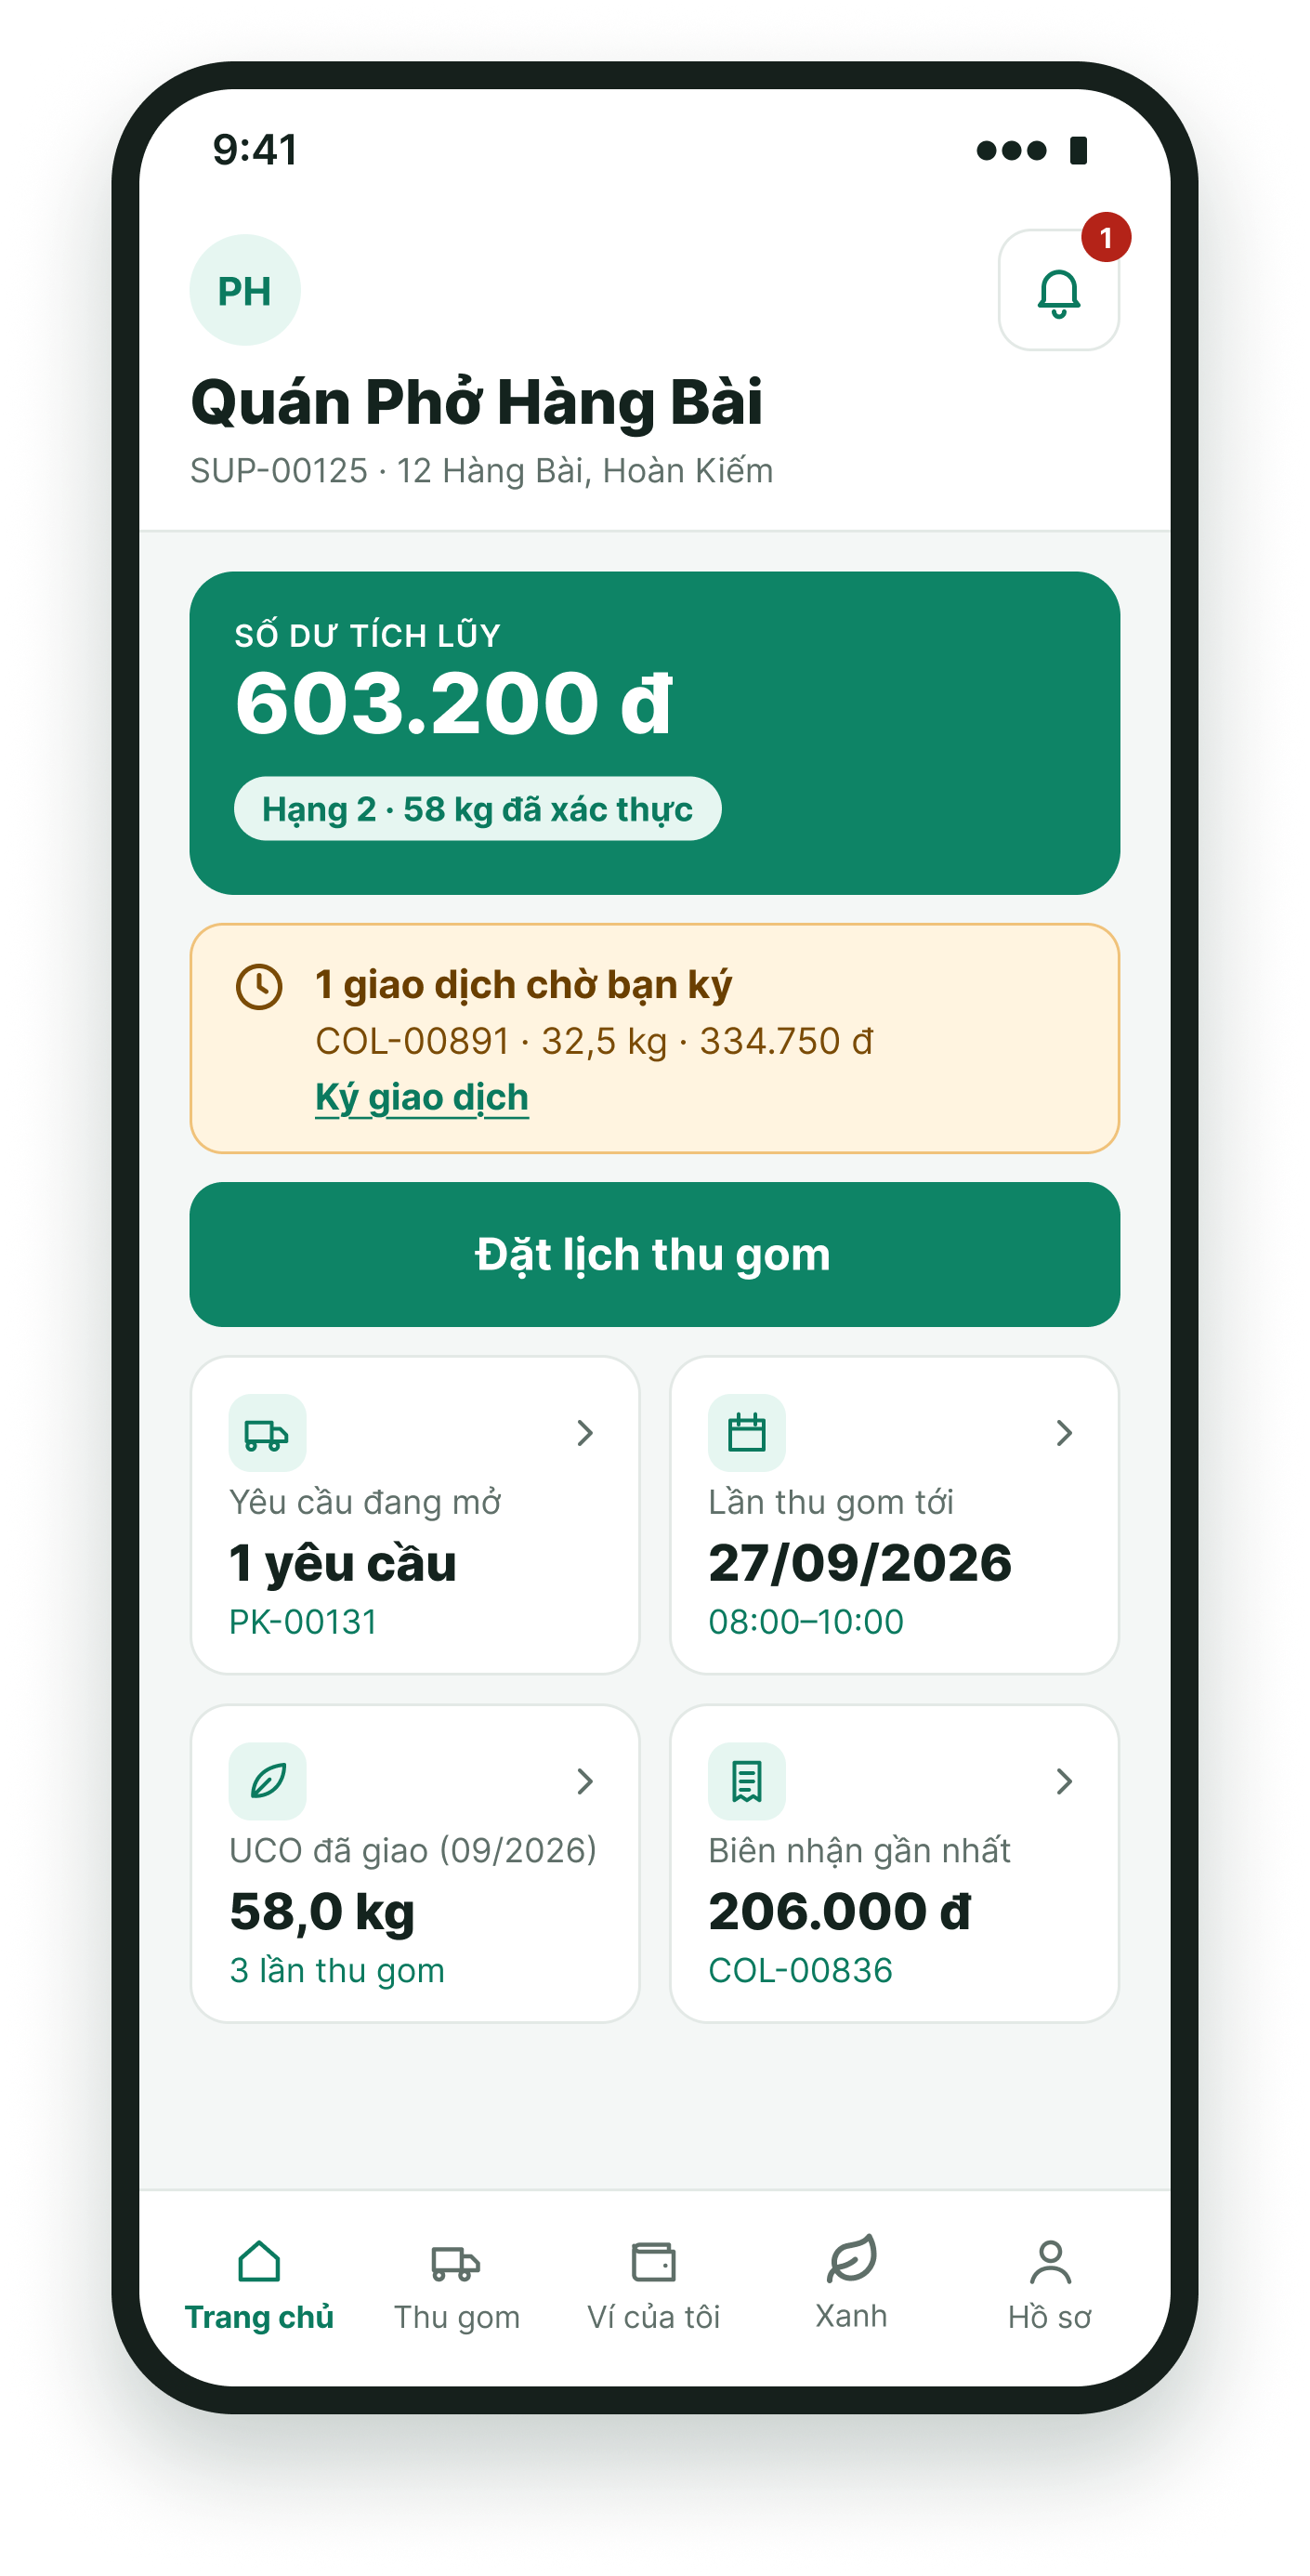 9:41
PH
1
Quán Phở Hàng Bài
SUP-00125 · 12 Hàng Bài, Hoàn Kiếm
SỐ DƯ TÍCH LŨY
603.200 đ
Hạng 2 · 58 kg đã xác thực
1 giao dịch chờ bạn ký
COL-00891 · 32,5 kg · 334.750 đ
Ký giao dịch
Đặt lịch thu gom
Yêu cầu đang mở
1 yêu cầu
PK-00131
Lần thu gom tới
27/09/2026
08:00–10:00
UCO đã giao (09/2026)
58,0 kg
3 lần thu gom
Biên nhận gần nhất
206.000 đ
COL-00836
Trang chủ
Thu gom
Ví của tôi
Xanh
Hồ sơ